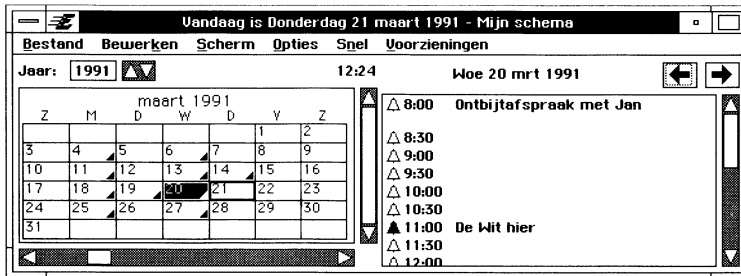 Vandaag is Donderdag 21 maart 1991 - Mijn schema
Bestand Bewerken Scherm Opties Snel Voorzieningen
Jaar: 1991 12:24 Woe 20 mrt 1991
maart 1991
Z M D W D V Z
1 2
3 4 5 6 7 8 9
10 11 12 13 14 15 16
17 18 19 20 21 22 23
24 25 26 27 28 29 30
31
8:00 Ontbijtafspraak met Jan
8:30
9:00
9:30
10:00
10:30
11:00 De Wit hier
11:30
12:00